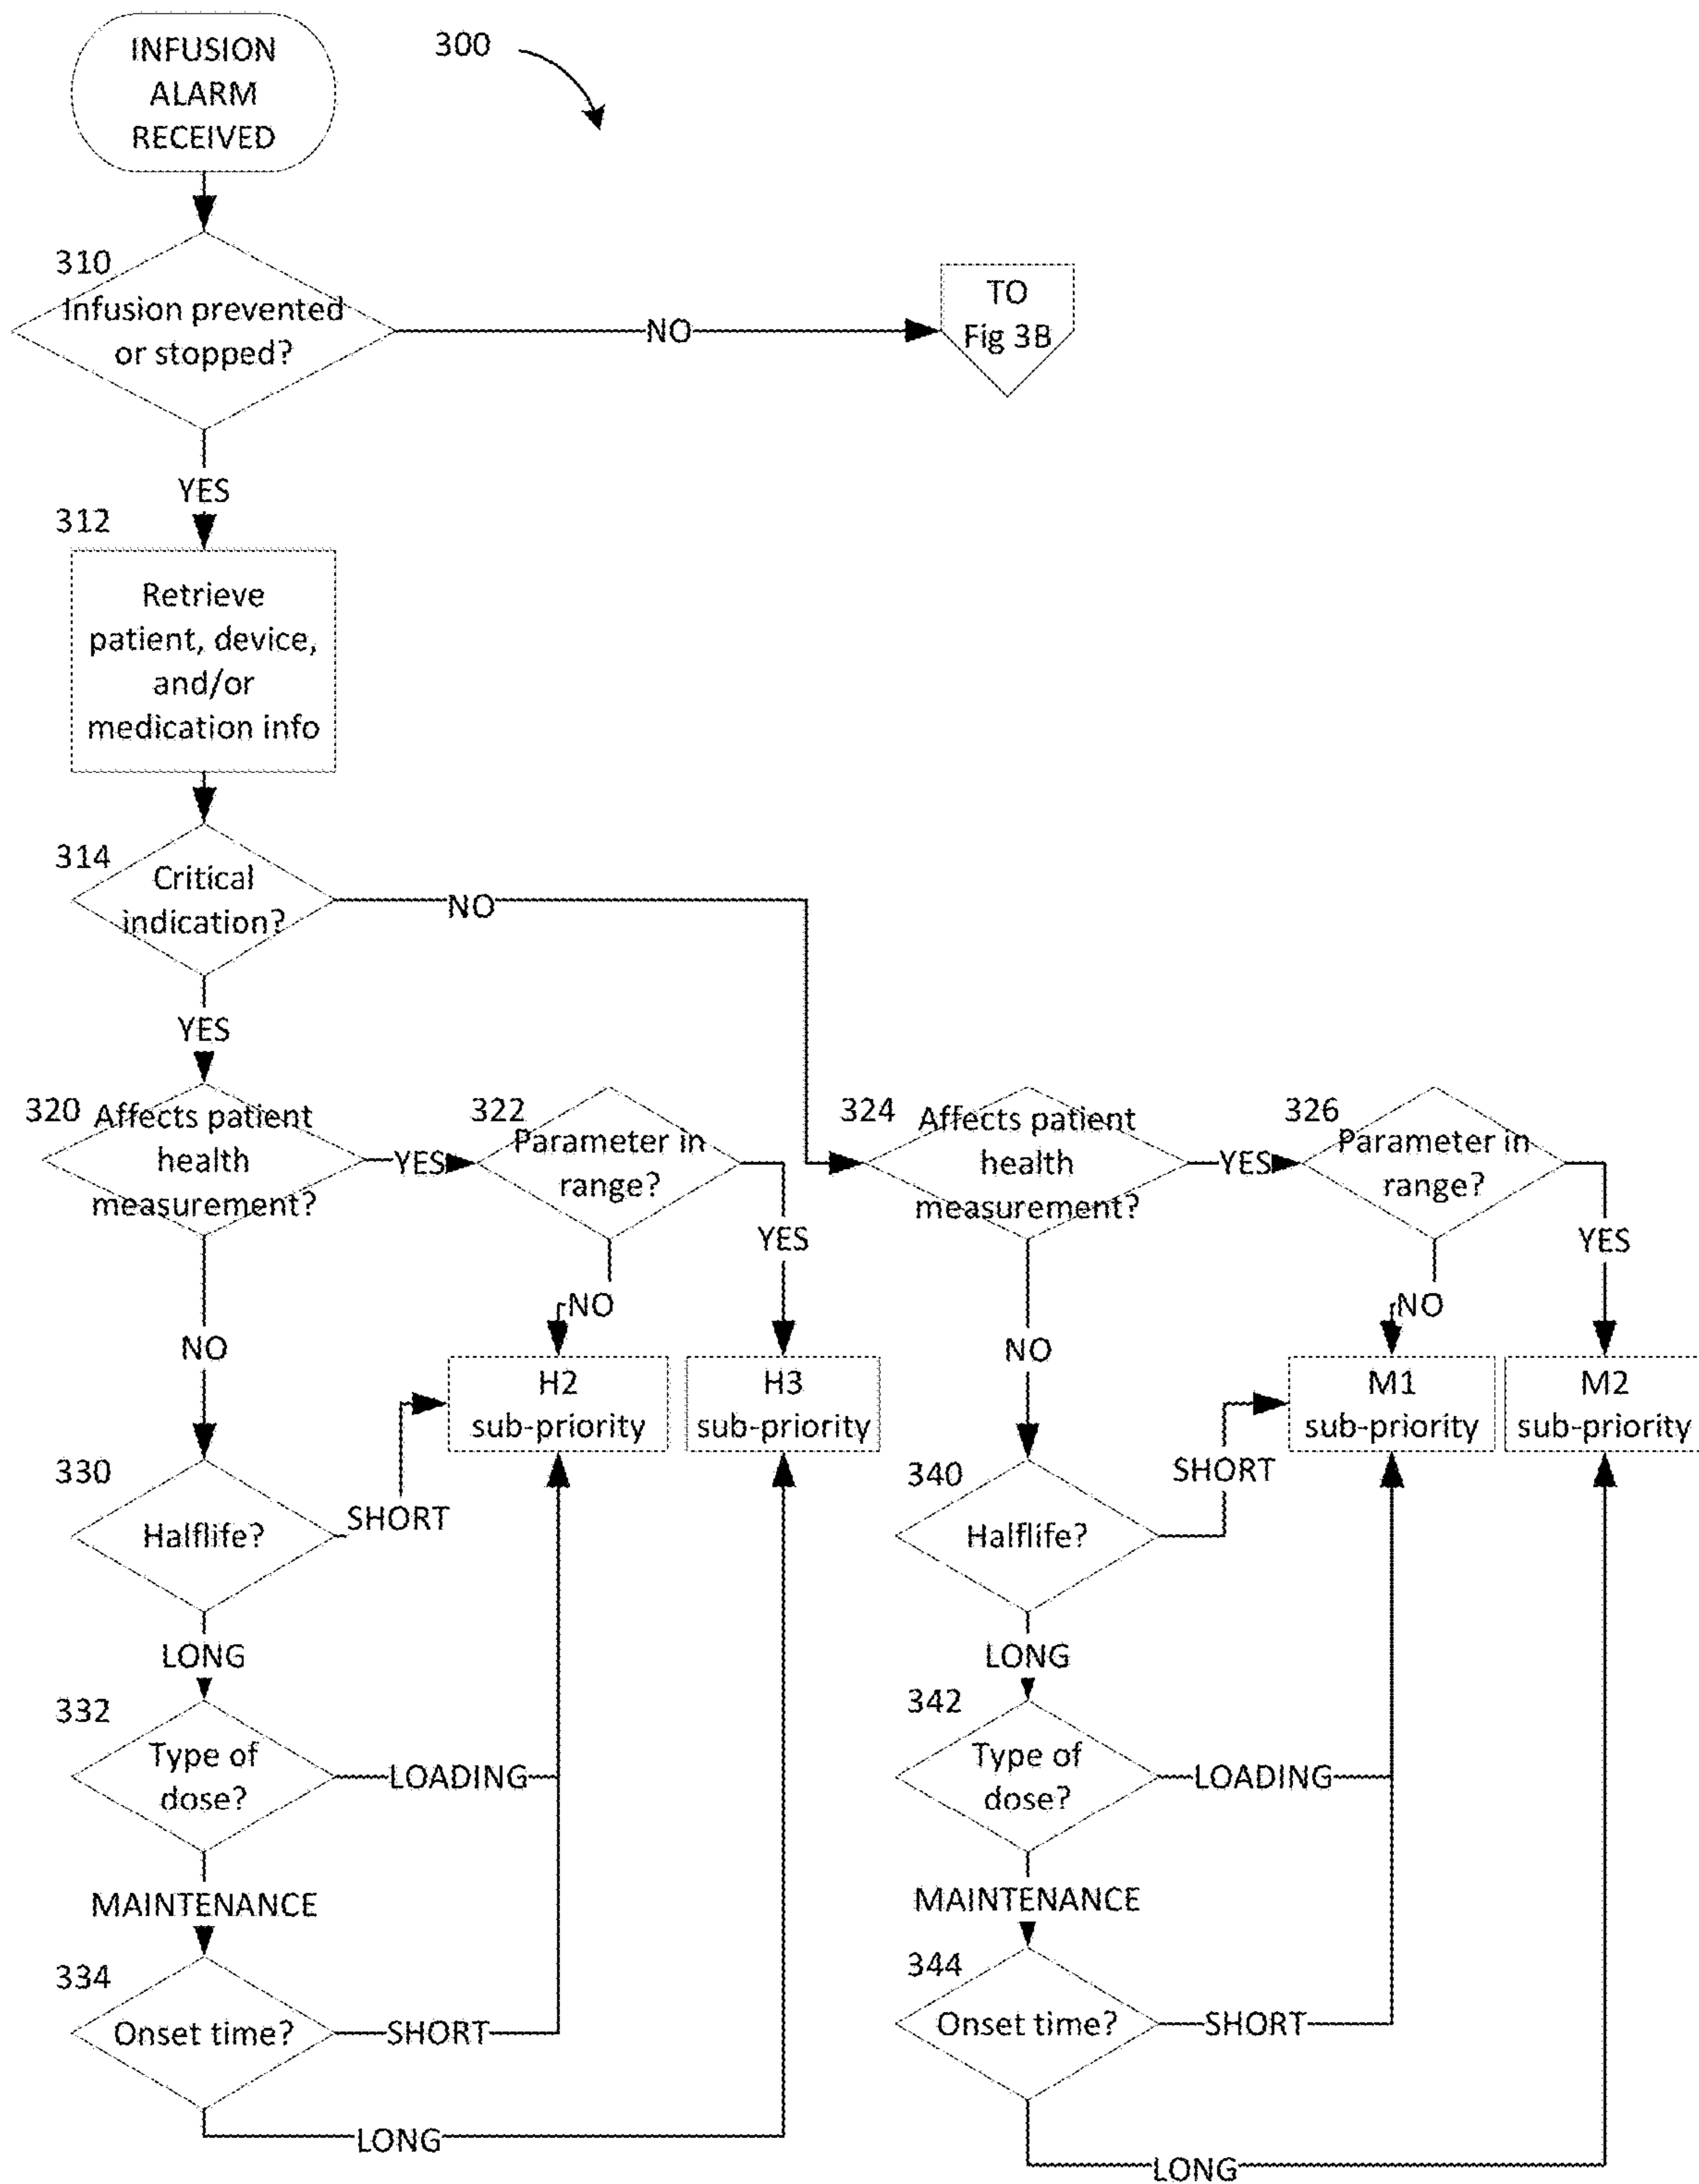 INFUSION
ALARM
RECEIVED
300
310
Infusion prevented
or stopped?
NO
TO
Fig 3B
YES
312
Retrieve
patient, device,
and/or
medication info
314
Critical
indication?
NO
YES
320
Affects patient
health
measurement?
YES
322
Parameter in
range?
324
Affects patient
health
measurement?
YES
326
Parameter in
range?
YES
YES
NO
NO
NO
NO
H2
sub-priority
H3
sub-priority
M1
sub-priority
M2
sub-priority
330
Halflife?
SHORT
340
Halflife?
SHORT
LONG
LONG
332
Type of
dose?
LOADING
342
Type of
dose?
LOADING
MAINTENANCE
MAINTENANCE
334
Onset time?
SHORT
344
Onset time?
SHORT
LONG
LONG